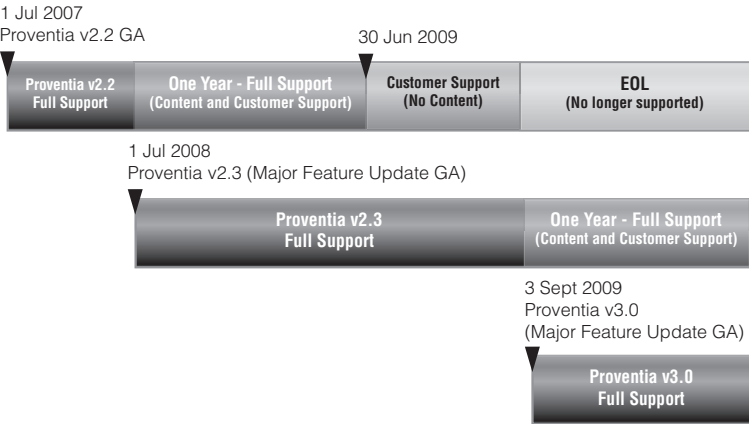 1 Jul 2007
Proventia v2.2 GA
30 Jun 2009
Proventia v2.2
Full Support
One Year - Full Support
(Content and Customer Support)
Customer Support
(No Content)
EOL
(No longer supported)
1 Jul 2008
Proventia v2.3 (Major Feature Update GA)
Proventia v2.3
Full Support
One Year - Full Support
(Content and Customer Support)
3 Sept 2009
Proventia v3.0
(Major Feature Update GA)
Proventia v3.0
Full Support